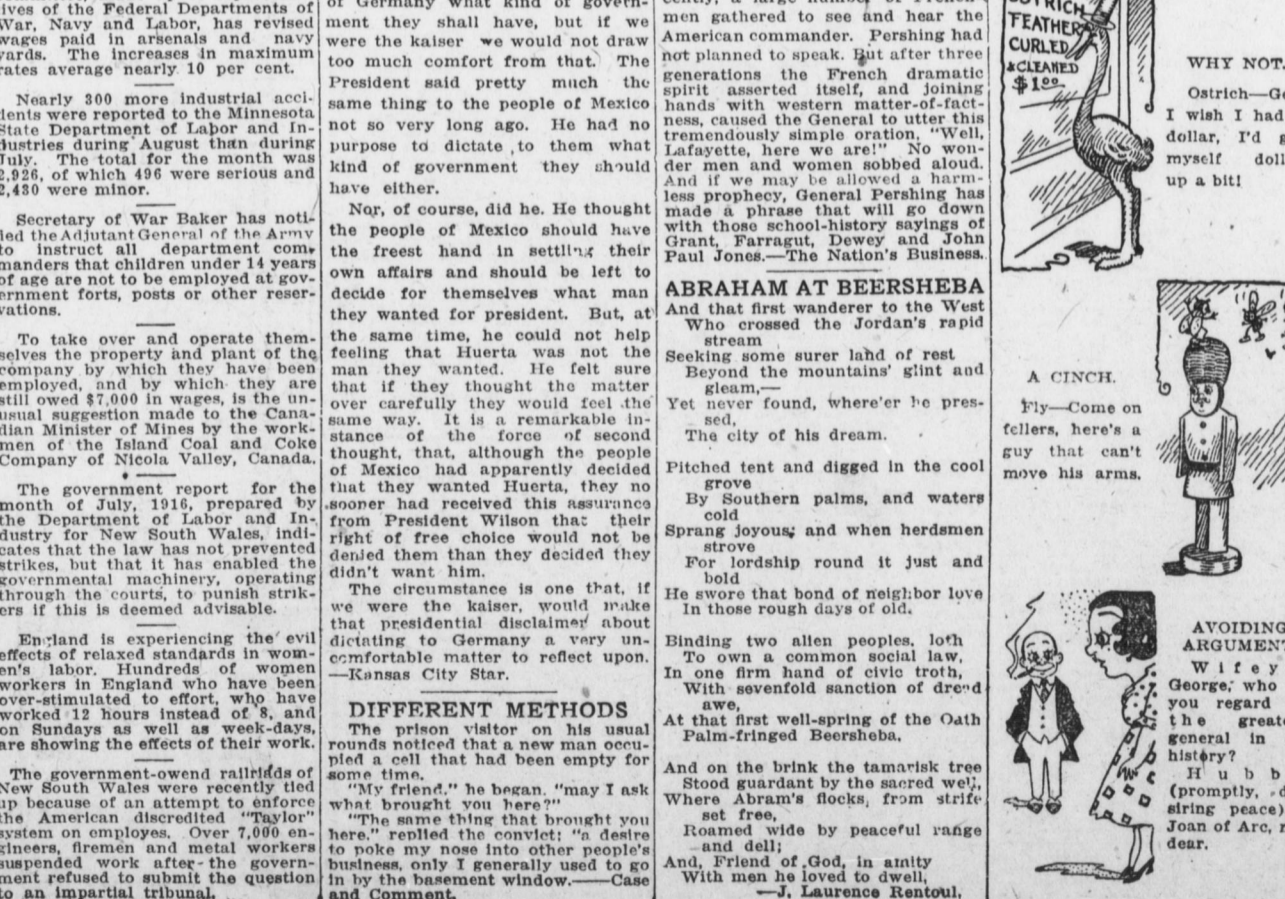 ives of the Federal Departments of
War, Navy and Labor, has revised
wages paid in arsenals and navy
yards. The increases in maximum
rates average nearly 10 per cent.
Nearly 300 more industrial acci-
dents were reported to the Minnesota
State Department of Labor and In-
dustries during August than during
July. The total for the month was
2,926, of which 496 were serious and
2,430 were minor.
Secretary of War Baker has noti-
fied the Adjutant General of the Army
to instruct all department com-
manders that children under 14 years
of age are not to be employed at gov-
ernment forts, posts or other reser-
vations.
To take over and operate them-
selves the property and plant of the
company by which they have been
employed, and by which they are
still owed $7,000 in wages, is the un-
usual suggestion made to the Cana-
dian Minister of Mines by the work-
men of the Island Coal and Coke
Company of Nicola Valley, Canada.
The government report for the
month of July, 1916, prepared by
the Department of Labor and In-
dustry for New South Wales, indi-
cates that the law has not prevented
strikes, but that it has enabled the
governmental machinery, operating
through the courts, to punish strik-
ers if this is deemed advisable.
England is experiencing the evil
effects of relaxed standards in wom-
en's labor. Hundreds of women
workers in England who have been
over-stimulated to effort, who have
worked 12 hours instead of 8, and
on Sundays as well as week-days,
are showing the effects of their work.
The government-owend railriads of
New South Wales were recently tied
up because of an attempt to enforce
the American discredited "Taylor"
system on employes. Over 7,000 en-
gineers, firemen and metal workers
suspended work after the govern-
ment refused to submit the question
to an impartial tribunal.
of Germany what kind of govern-
ment they shall have, but if we
were the kaiser we would not draw
too much comfort from that. The
President said pretty much the
same thing to the people of Mexico
not so very long ago. He had no
purpose to dictate to them what
kind of government they should
have either.
Nor, of course, did he. He thought
the people of Mexico should have
the freest hand in settling their
own affairs and should be left to
decide for themselves what man
they wanted for president. But, at
the same time, he could not help
feeling that Huerta was not the
man they wanted. He felt sure
that if they thought the matter
over carefully they would feel the
same way. It is a remarkable in-
stance of the force of second
thought, that, although the people
of Mexico had apparently decided
that they wanted Huerta, they no
sooner had received this assurance
from President Wilson that their
right of free choice would not be
denied them than they decided they
didn't want him.
The circumstance is one that, if
we were the kaiser, would make
that presidential disclaimer about
dictating to Germany a very un-
comfortable matter to reflect upon.
—Kansas City Star.
DIFFERENT METHODS
The prison visitor on his usual
rounds noticed that a new man occu-
pied a cell that had been empty for
some time.
"My friend," he began. "may I ask
what brought you here?"
"The same thing that brought you
here," replied the convict; "a desire
to poke my nose into other people's
business, only I generally used to go
in by the basement window.——Case
and Comment.
men gathered to see and hear the
American commander. Pershing had
not planned to speak. But after three
generations the French dramatic
spirit asserted itself, and joining
hands with western matter-of-fact-
ness, caused the General to utter this
tremendously simple oration, "Well,
Lafayette, here we are!" No won-
der men and women sobbed aloud.
And if we may be allowed a harm-
less prophecy, General Pershing has
made a phrase that will go down
with those school-history sayings of
Grant, Farragut, Dewey and John
Paul Jones.—The Nation's Business.
ABRAHAM AT BEERSHEBA
And that first wanderer to the West
Who crossed the Jordan's rapid
stream
Seeking some surer land of rest
Beyond the mountains' glint and
gleam,—
Yet never found, where'er he pres-
sed,
The city of his dream.
Pitched tent and digged in the cool
grove
By Southern palms, and waters
cold
Sprang joyous; and when herdsmen
strove
For lordship round it just and
bold
He swore that bond of neighbor love
In those rough days of old.
Binding two alien peoples, loth
To own a common social law,
In one firm hand of civic troth,
With sevenfold sanction of dread
awe,
At that first well-spring of the Oath
Palm-fringed Beersheba.
And on the brink the tamarisk tree
Stood guardant by the sacred well,
Where Abram's flocks, from strife
set free,
Roamed wide by peaceful range
and dell;
And, Friend of God, in amity
With men he loved to dwell,
—J. Laurence Rentoul,
OSTRICH
FEATHERS
CURLED
& CLEANED
$1.00
WHY NOT.
Ostrich—
I wish I had
dollar, I'd
myself doll
up a bit!
A CINCH.
Fly—Come on
fellers, here's a
guy that can't
move his arms.
AVOIDING
ARGUMENT
Wifey
George, who
you regard
the
general in
history?
Hubb
(promptly,
siring peace)
Joan of Arc,
dear.